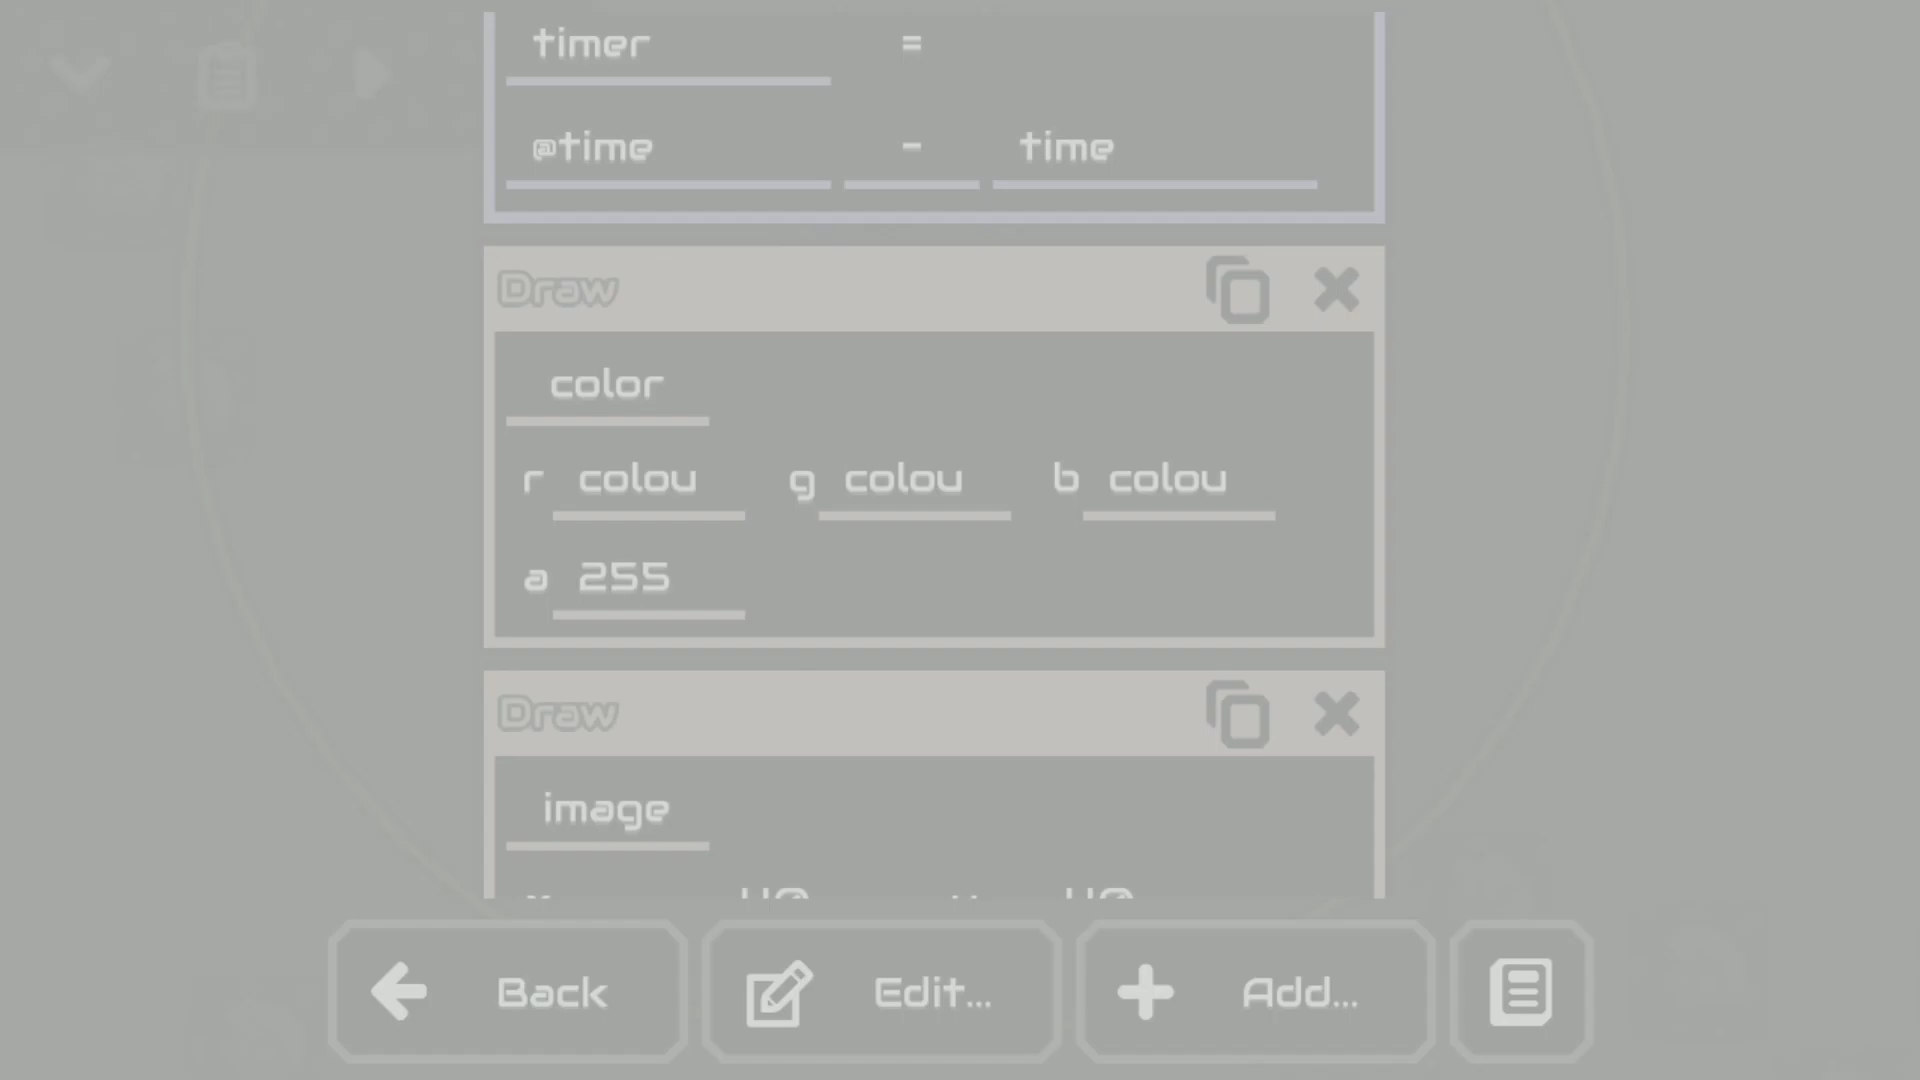 timer =
@time - time
Draw
color
r colou g colou b colou
a 255
Draw
image
Back Edit... Add...